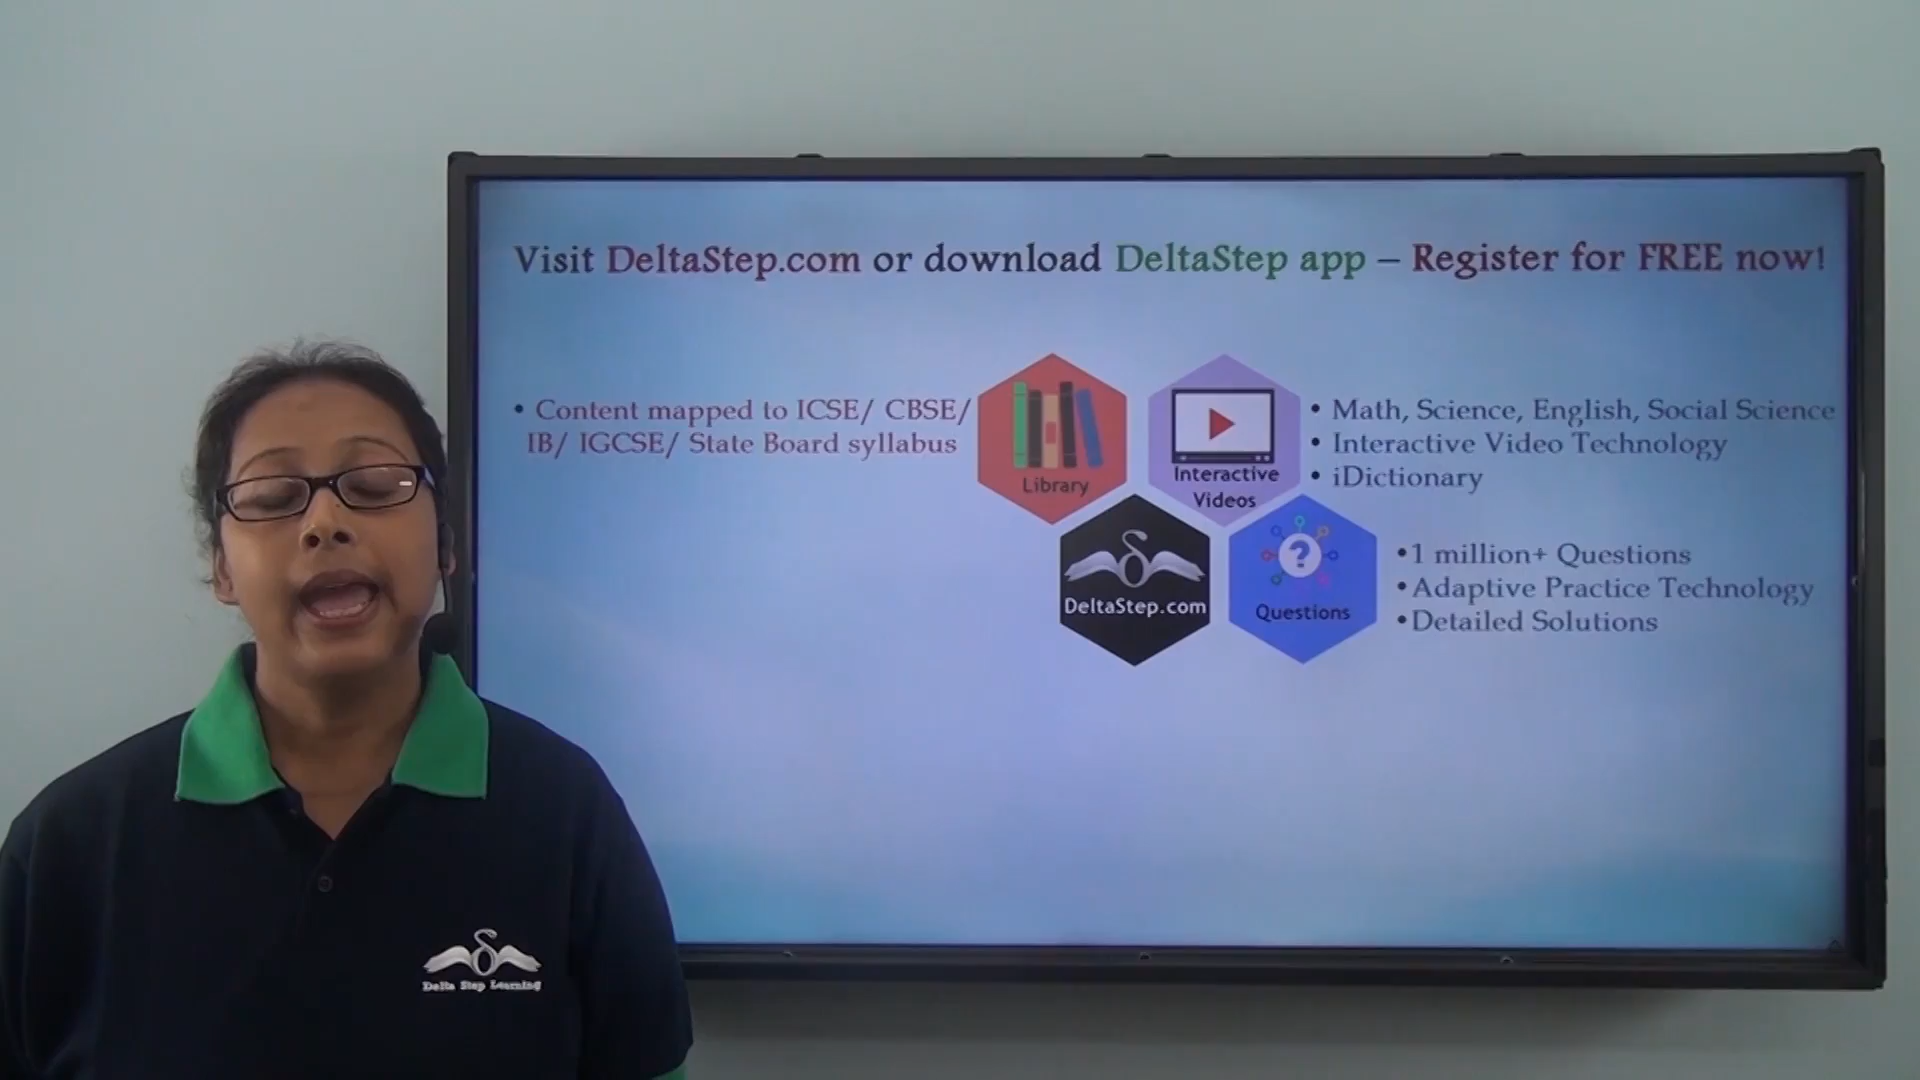 Visit DeltaStep.com or download DeltaStep app – Register for FREE now!
• Content mapped to ICSE/ CBSE/
IB/ IGCSE/ State Board syllabus
Library
Interactive
Videos
• Math, Science, English, Social Science
• Interactive Video Technology
• iDictionary
DeltaStep.com
Questions
•1 million+ Questions
•Adaptive Practice Technology
•Detailed Solutions
Delta Step Learning